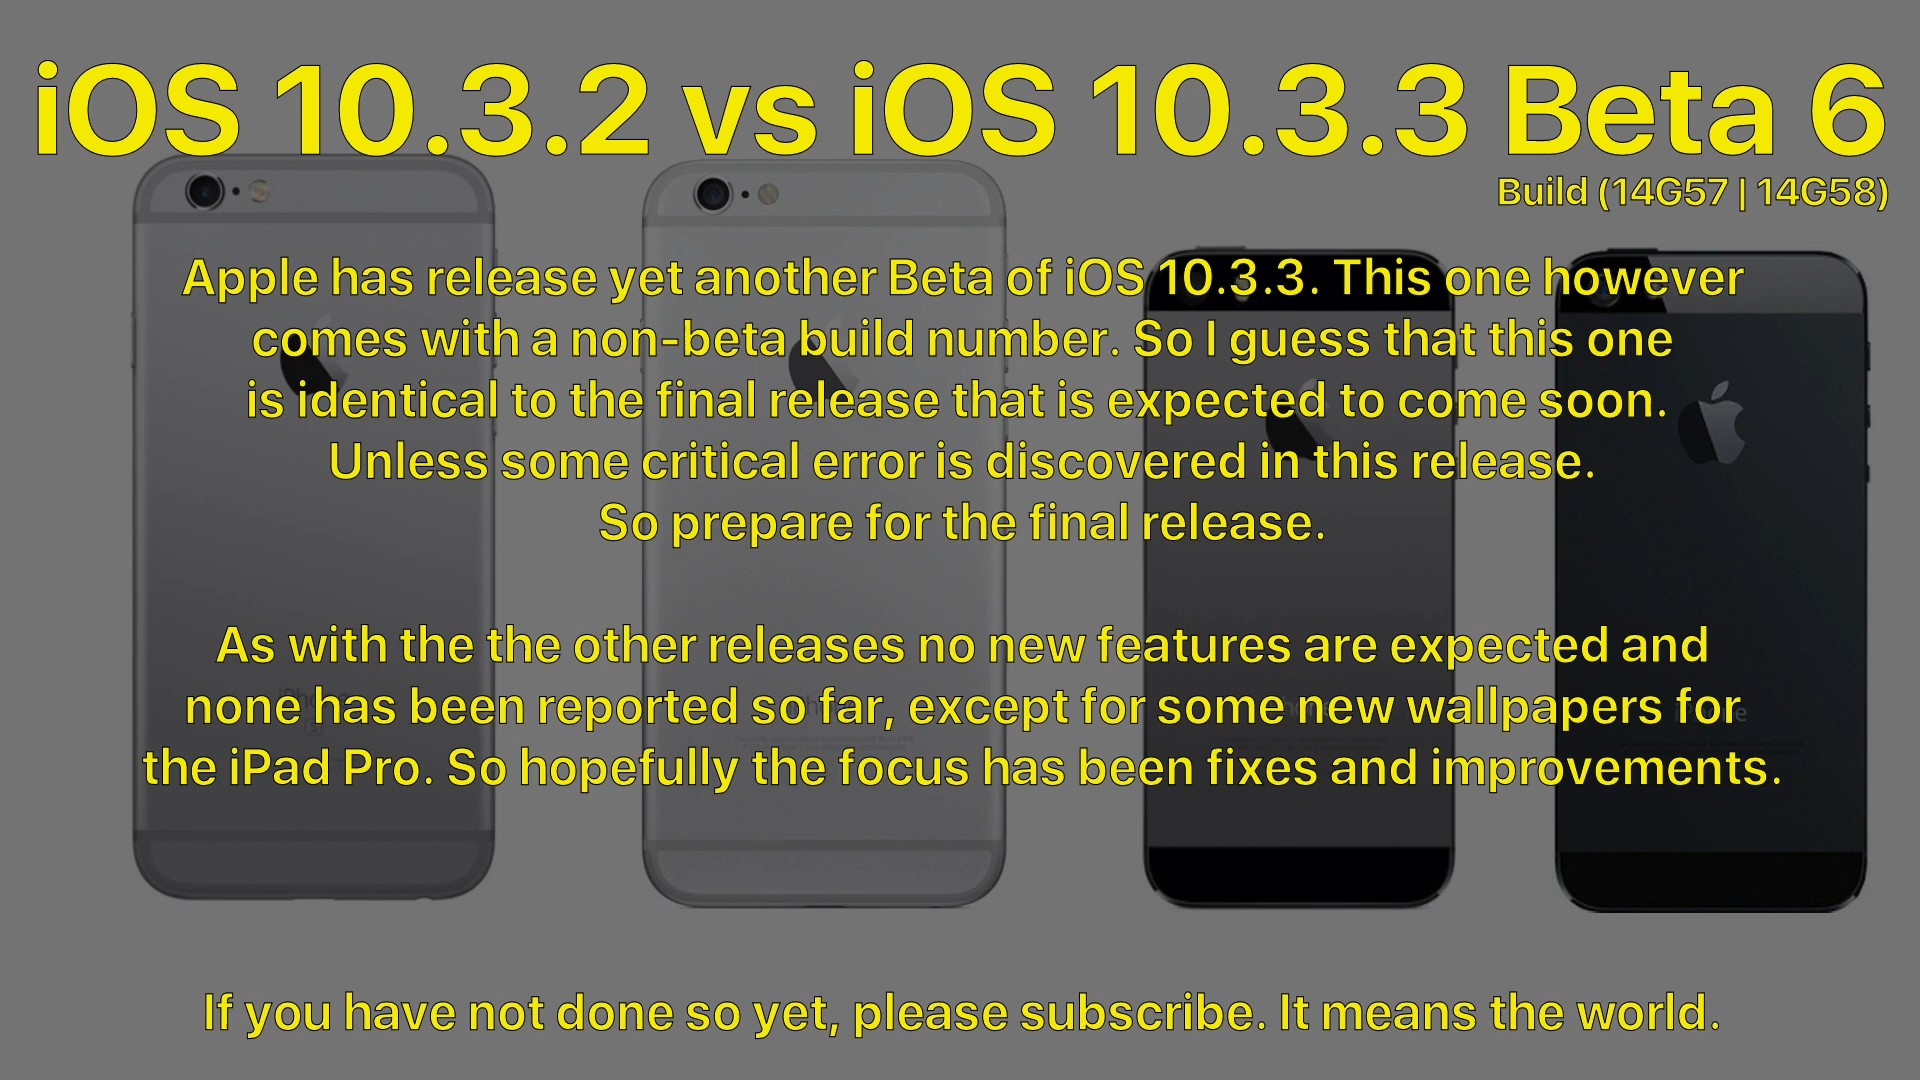 iOS 10.3.2 vs iOS 10.3.3 Beta 6
Build (14G57 | 14G58)
Apple has release yet another Beta of iOS 10.3.3. This one however
comes with a non-beta build number. So I guess that this one
is identical to the final release that is expected to come soon.
Unless some critical error is discovered in this release.
So prepare for the final release.
As with the the other releases no new features are expected and
none has been reported so far, except for some new wallpapers for
the iPad Pro. So hopefully the focus has been fixes and improvements.
If you have not done so yet, please subscribe. It means the world.